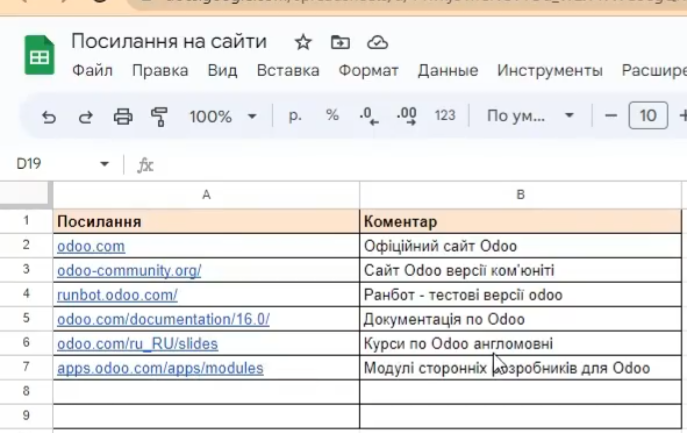 Посилання на сайти
Файл Правка Вид Вставка Формат Данные Инструменты Расшире
100% р. % .0 .00 123 По ум... 10
D19 fx
A B
1 Посилання Коментар
2 odoo.com Офіційний сайт Odoo
3 odoo-community.org/ Сайт Odoo версії ком'юніті
4 runbot.odoo.com/ Ранбот - тестові версії odoo
5 odoo.com/documentation/16.0/ Документація по Odoo
6 odoo.com/ru_RU/slides Курси по Odoo англомовні
7 apps.odoo.com/apps/modules Модулі сторонніх розробників для Odoo
8
9